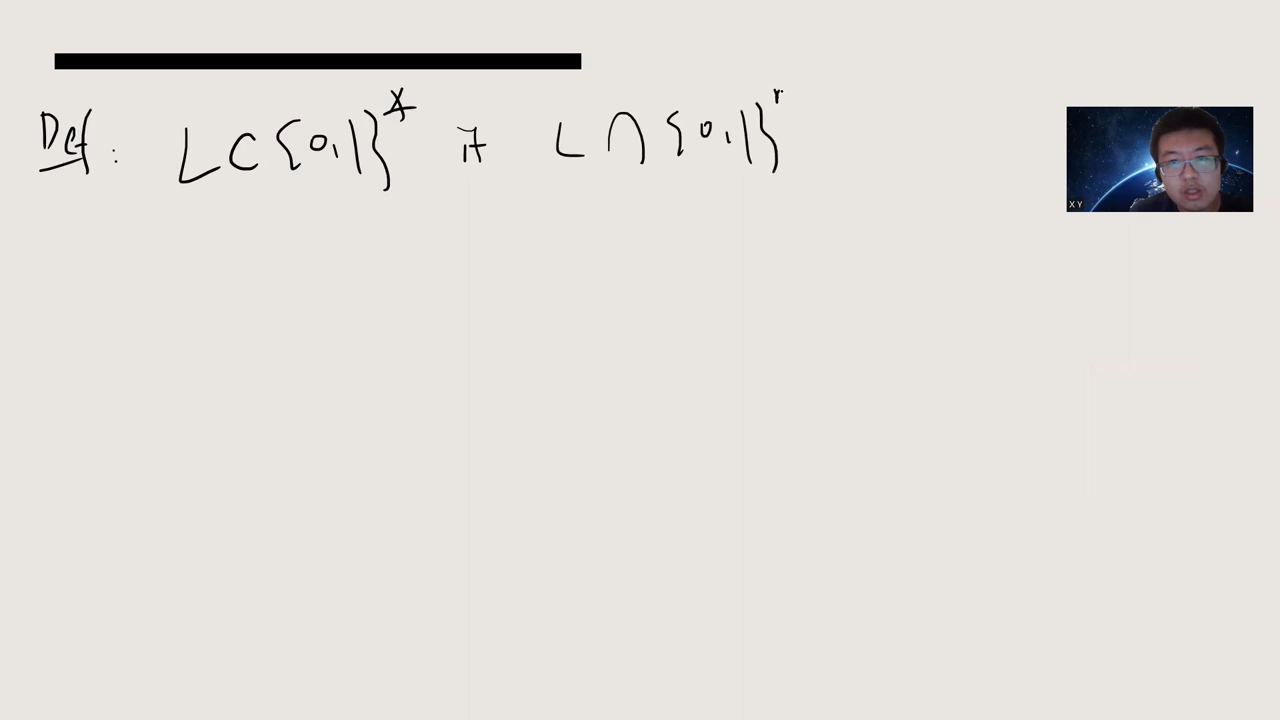 Def : L ⊂ {0,1}* if L ∩ {0,1}ʳ
X Y